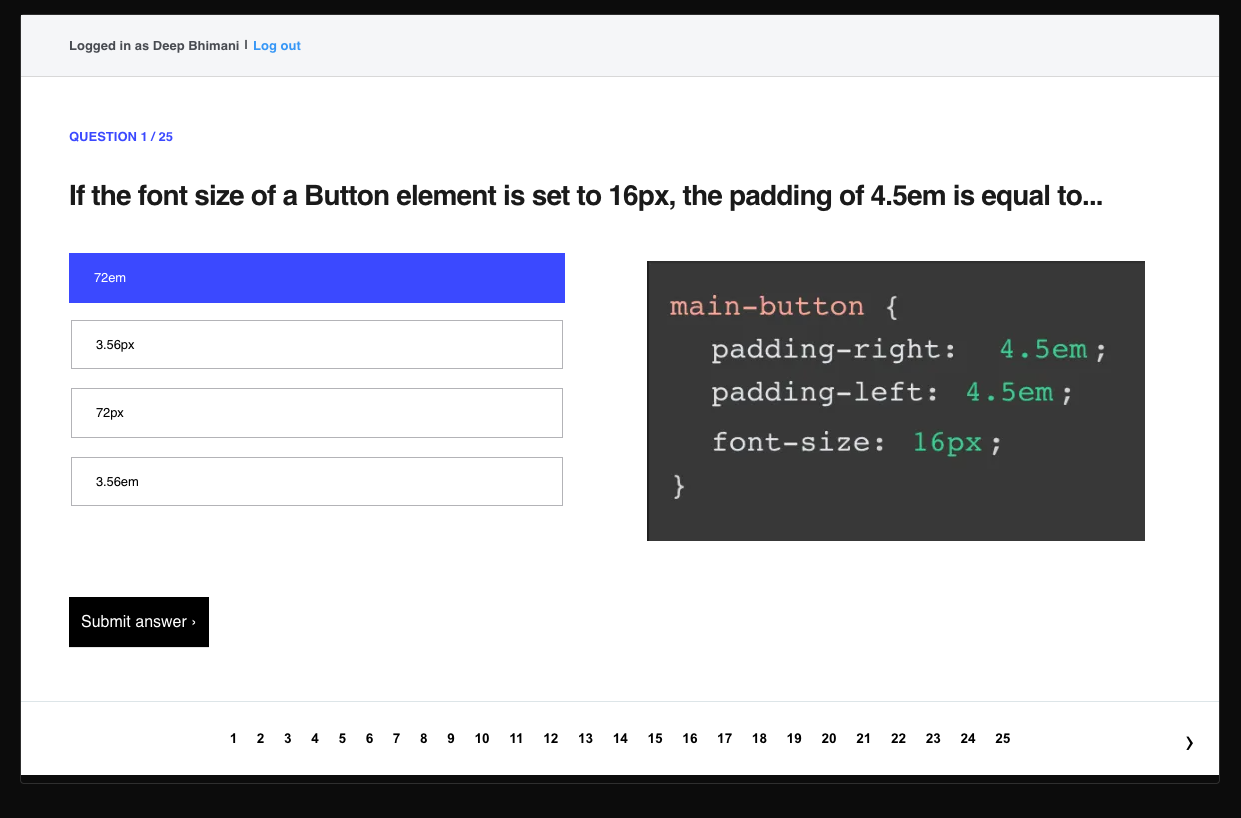 Logged in as Deep Bhimani | Log out
QUESTION 1 / 25
If the font size of a Button element is set to 16px, the padding of 4.5em is equal to...
72em
3.56px
72px
3.56em
main-button {
padding-right: 4.5em;
padding-left: 4.5em;
font-size: 16px;
}
Submit answer ›
1 2 3 4 5 6 7 8 9 10 11 12 13 14 15 16 17 18 19 20 21 22 23 24 25 ›